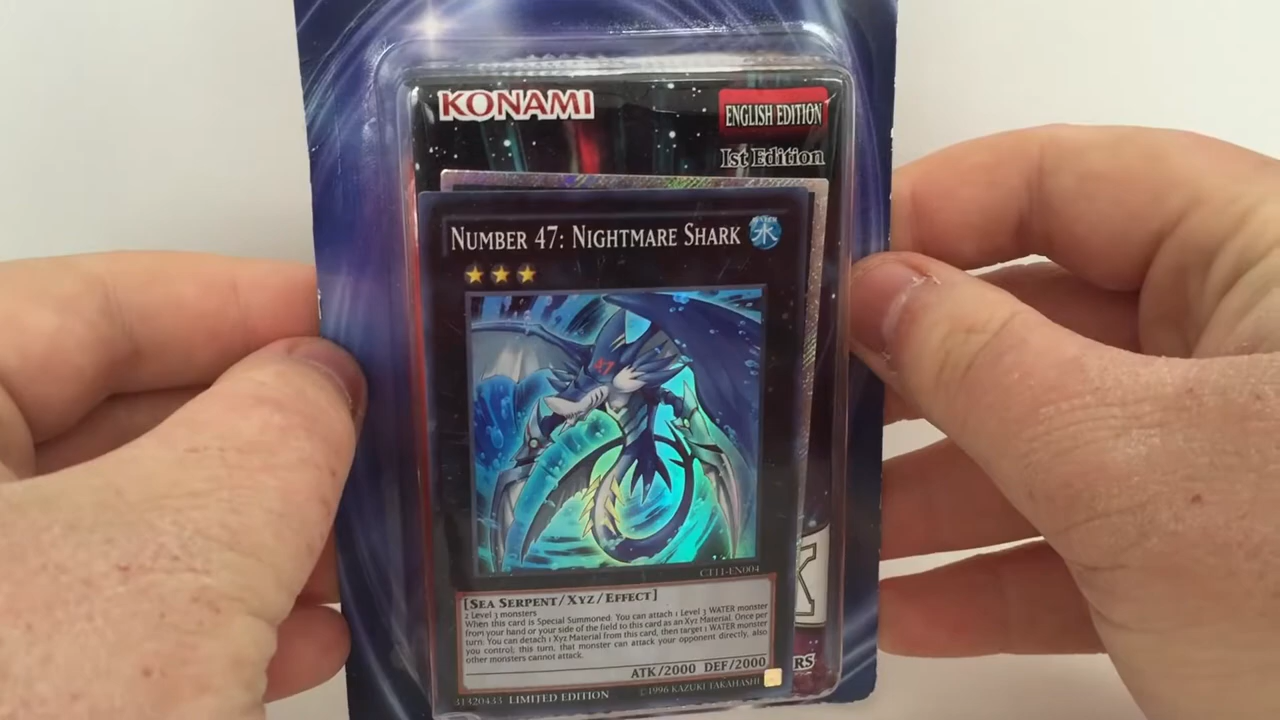 KONAMI
ENGLISH EDITION
1st Edition
NUMBER 47: NIGHTMARE SHARK
WATER
水
47
CT11-EN004
[SEA SERPENT/XYZ/EFFECT]
2 Level 3 monsters
When this card is Special Summoned: You can attach 1 Level 3 WATER monster
from your hand or your side of the field to this card as an Xyz Material. Once per
turn: You can detach 1 Xyz Material from this card, then target 1 WATER monster
you control; this turn, that monster can attack your opponent directly, also
other monsters cannot attack.
ATK/2000 DEF/2000
31320433 LIMITED EDITION ©1996 KAZUKI TAKAHASHI
RS